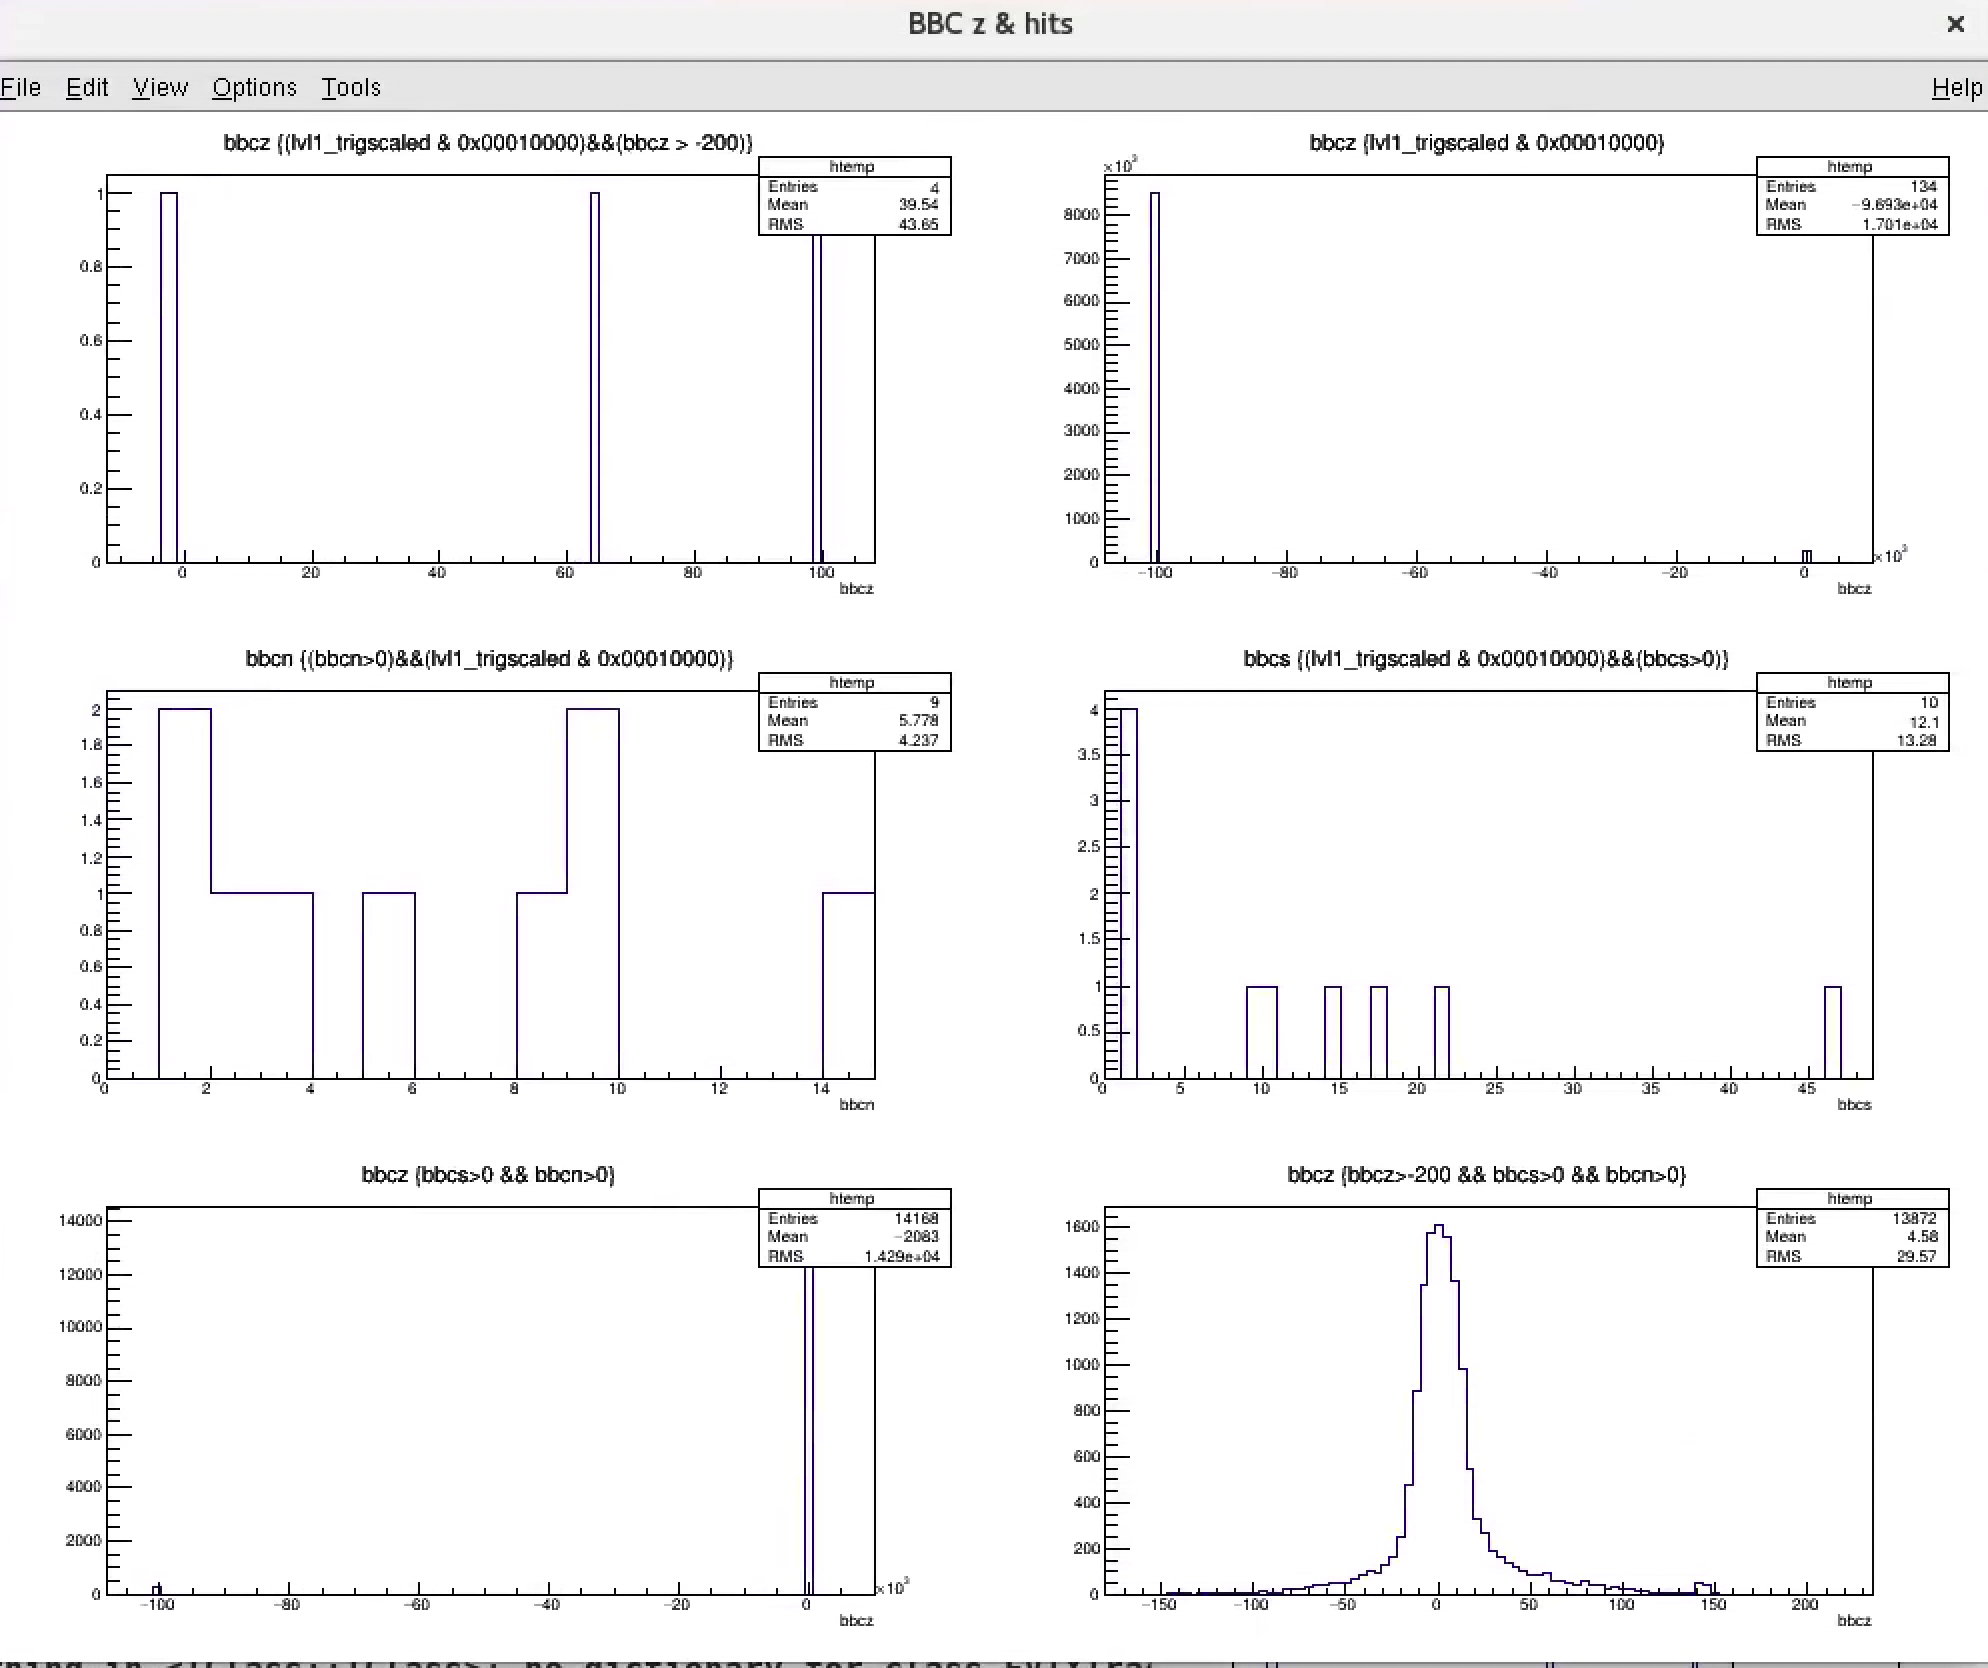 BBC z & hits
×
File Edit View Options Tools Help
bbcz {(lvl1_trigscaled & 0x00010000)&&(bbcz > -200)}
htemp
Entries 4
Mean 39.54
RMS 43.65
1
0.8
0.6
0.4
0.2
0
0 20 40 60 80 100
bbcz
bbcz {lvl1_trigscaled & 0x00010000}
×10³
htemp
Entries 134
Mean −9.693e+04
RMS 1.701e+04
8000
7000
6000
5000
4000
3000
2000
1000
0
−100 −80 −60 −40 −20 0
×10³
bbcz
bbcn {(bbcn>0)&&(lvl1_trigscaled & 0x00010000)}
htemp
Entries 9
Mean 5.778
RMS 4.237
2
1.8
1.6
1.4
1.2
1
0.8
0.6
0.4
0.2
0
0 2 4 6 8 10 12 14
bbcn
bbcs {(lvl1_trigscaled & 0x00010000)&&(bbcs>0)}
htemp
Entries 10
Mean 12.1
RMS 13.28
4
3.5
3
2.5
2
1.5
1
0.5
0
0 5 10 15 20 25 30 35 40 45
bbcs
bbcz {bbcs>0 && bbcn>0}
htemp
Entries 14168
Mean −2083
RMS 1.429e+04
14000
12000
10000
8000
6000
4000
2000
0
−100 −80 −60 −40 −20 0
×10³
bbcz
bbcz {bbcz>-200 && bbcs>0 && bbcn>0}
htemp
Entries 13872
Mean 4.58
RMS 29.57
1600
1400
1200
1000
800
600
400
200
0
−150 −100 −50 0 50 100 150 200
bbcz